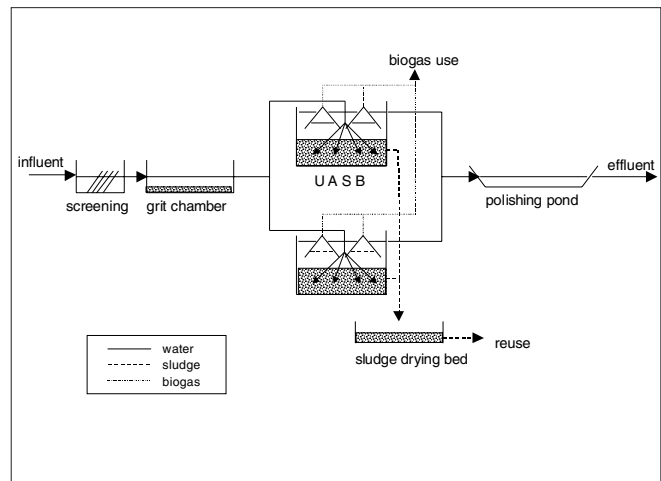 biogas use
influent
screening
grit chamber
U A S B
polishing pond
effluent
sludge drying bed
reuse
water
sludge
biogas